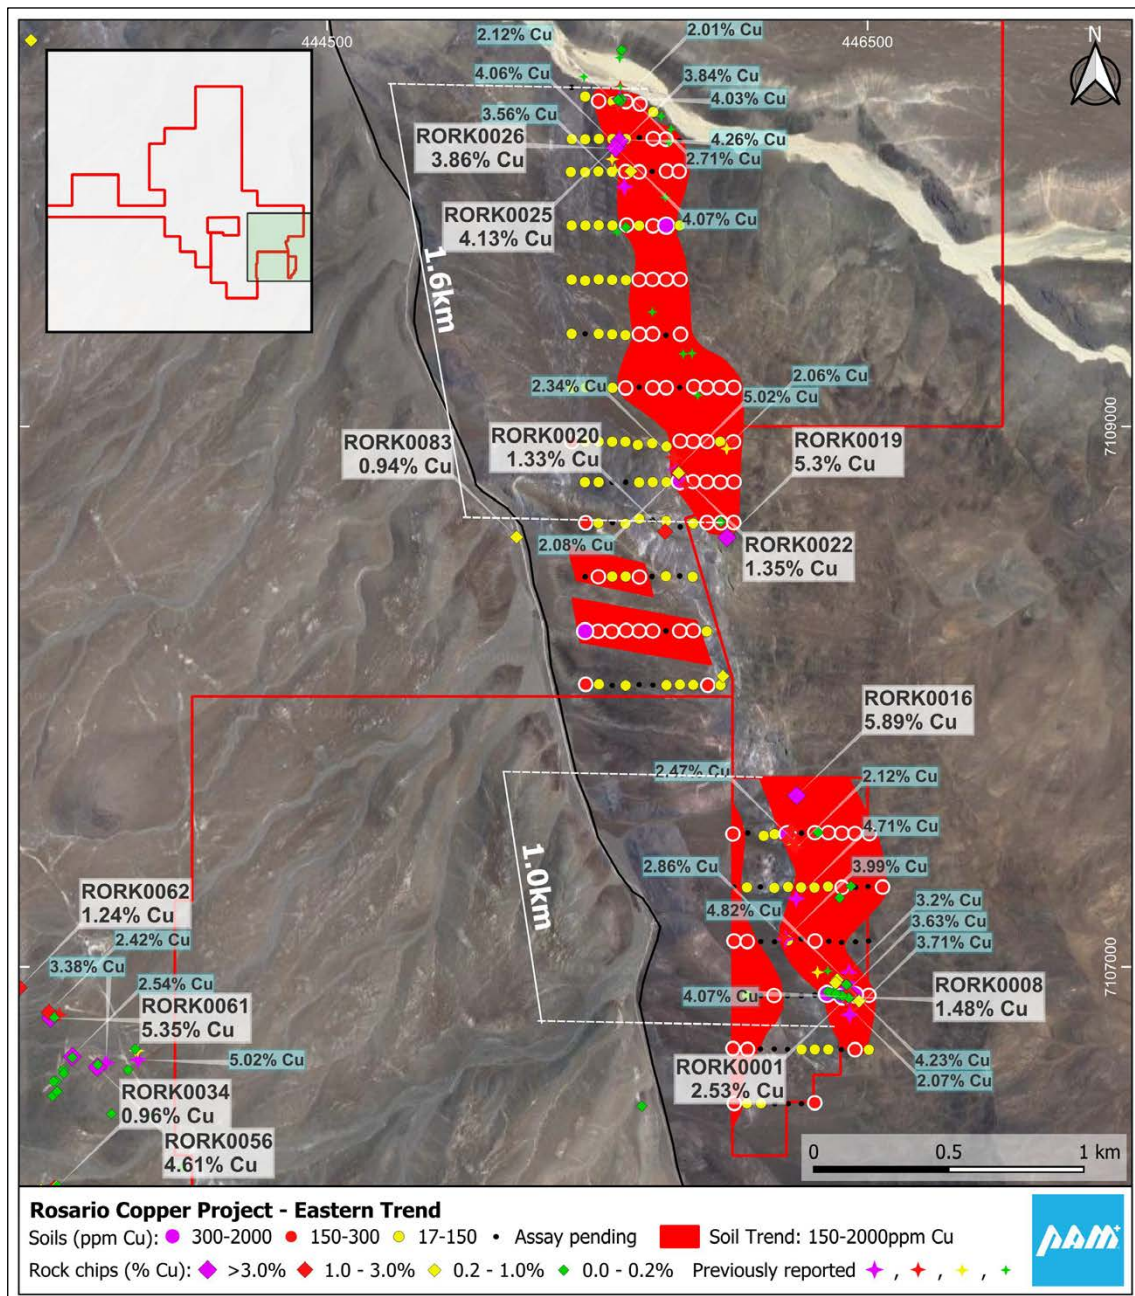 444500
446500
N
2.12% Cu
2.01% Cu
4.06% Cu
3.84% Cu
4.03% Cu
3.56% Cu
4.26% Cu
RORK0026
3.86% Cu
2.71% Cu
RORK0025
4.13% Cu
4.07% Cu
1.6km
2.34% Cu
2.06% Cu
5.02% Cu
7109000
RORK0083
0.94% Cu
RORK0020
1.33% Cu
RORK0019
5.3% Cu
2.08% Cu
RORK0022
1.35% Cu
RORK0016
5.89% Cu
2.47% Cu
2.12% Cu
4.71% Cu
1.0km
2.86% Cu
3.99% Cu
RORK0062
1.24% Cu
4.82% Cu
3.2% Cu
3.63% Cu
3.71% Cu
2.42% Cu
3.38% Cu
2.54% Cu
7107000
RORK0061
5.35% Cu
4.07% Cu
RORK0008
1.48% Cu
5.02% Cu
RORK0001
2.53% Cu
4.23% Cu
2.07% Cu
RORK0034
0.96% Cu
RORK0056
4.61% Cu
0 0.5 1 km
Rosario Copper Project - Eastern Trend
Soils (ppm Cu): 300-2000 150-300 17-150 Assay pending Soil Trend: 150-2000ppm Cu
Rock chips (% Cu): >3.0% 1.0 - 3.0% 0.2 - 1.0% 0.0 - 0.2% Previously reported , , ,
PAM